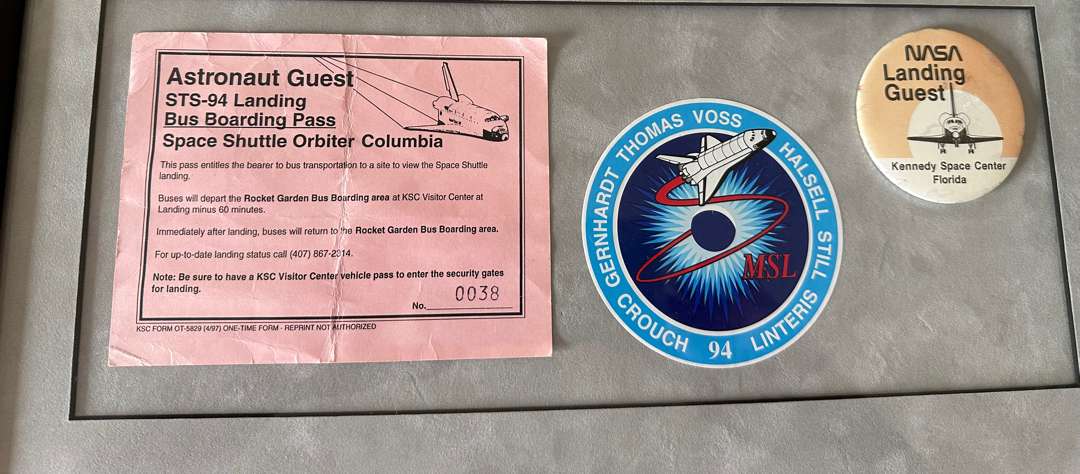 Astronaut Guest
STS-94 Landing
Bus Boarding Pass
Space Shuttle Orbiter Columbia
This pass entitles the bearer to bus transportation to a site to view the Space Shuttle
landing.
Buses will depart the Rocket Garden Bus Boarding area at KSC Visitor Center at
Landing minus 60 minutes.
Immediately after landing, buses will return to the Rocket Garden Bus Boarding area.
For up-to-date landing status call (407) 867-2314.
Note: Be sure to have a KSC Visitor Center vehicle pass to enter the security gates
for landing.
No. 0038
KSC FORM OT-5829 (4/97) ONE-TIME FORM - REPRINT NOT AUTHORIZED
GERNHARDT THOMAS VOSS HALSELL STILL LINTERIS 94 CROUCH
MSL
NASA
Landing
Guest
Kennedy Space Center
Florida